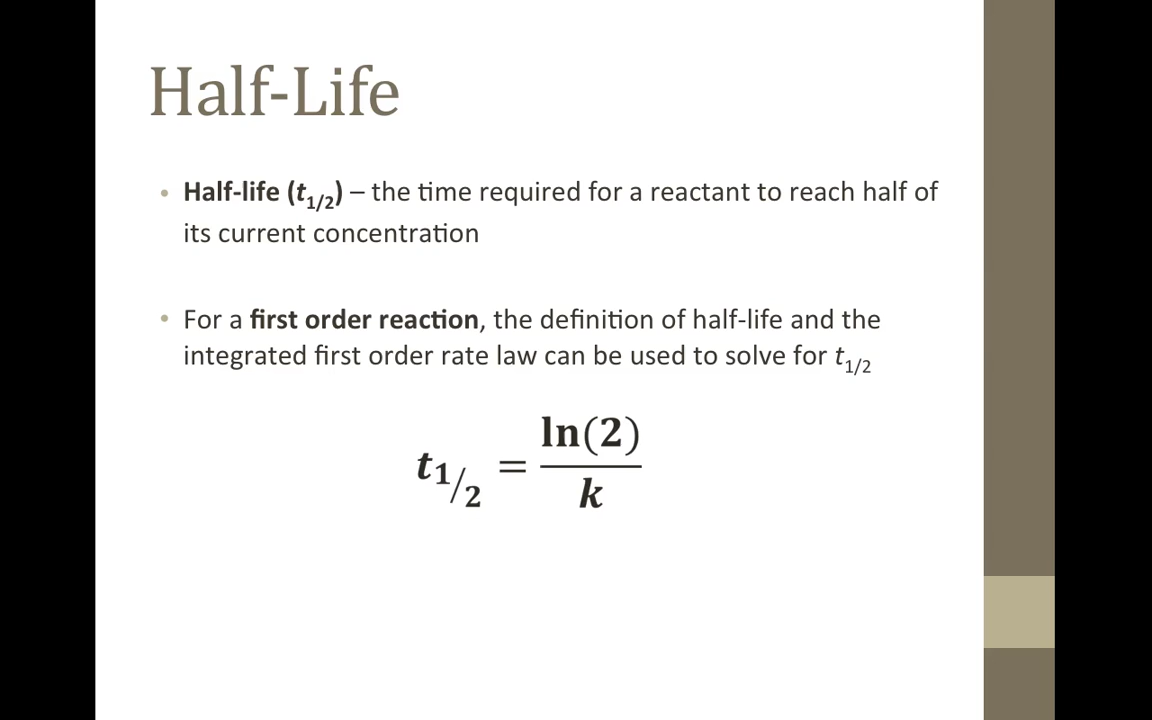 Half-Life
• Half-life (t1/2) – the time required for a reactant to reach half of
its current concentration
• For a first order reaction, the definition of half-life and the
integrated first order rate law can be used to solve for t1/2
t1/2 = ln(2)/k